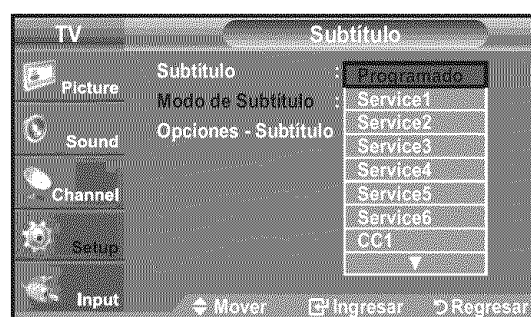 TV
Subtítulo
Picture
Sound
Channel
Setup
Input
Subtítulo :
Modo de Subtítulo :
Opciones - Subtítulo
Programado
Service1
Service2
Service3
Service4
Service5
Service6
CC1
Mover Ingresar Regresar